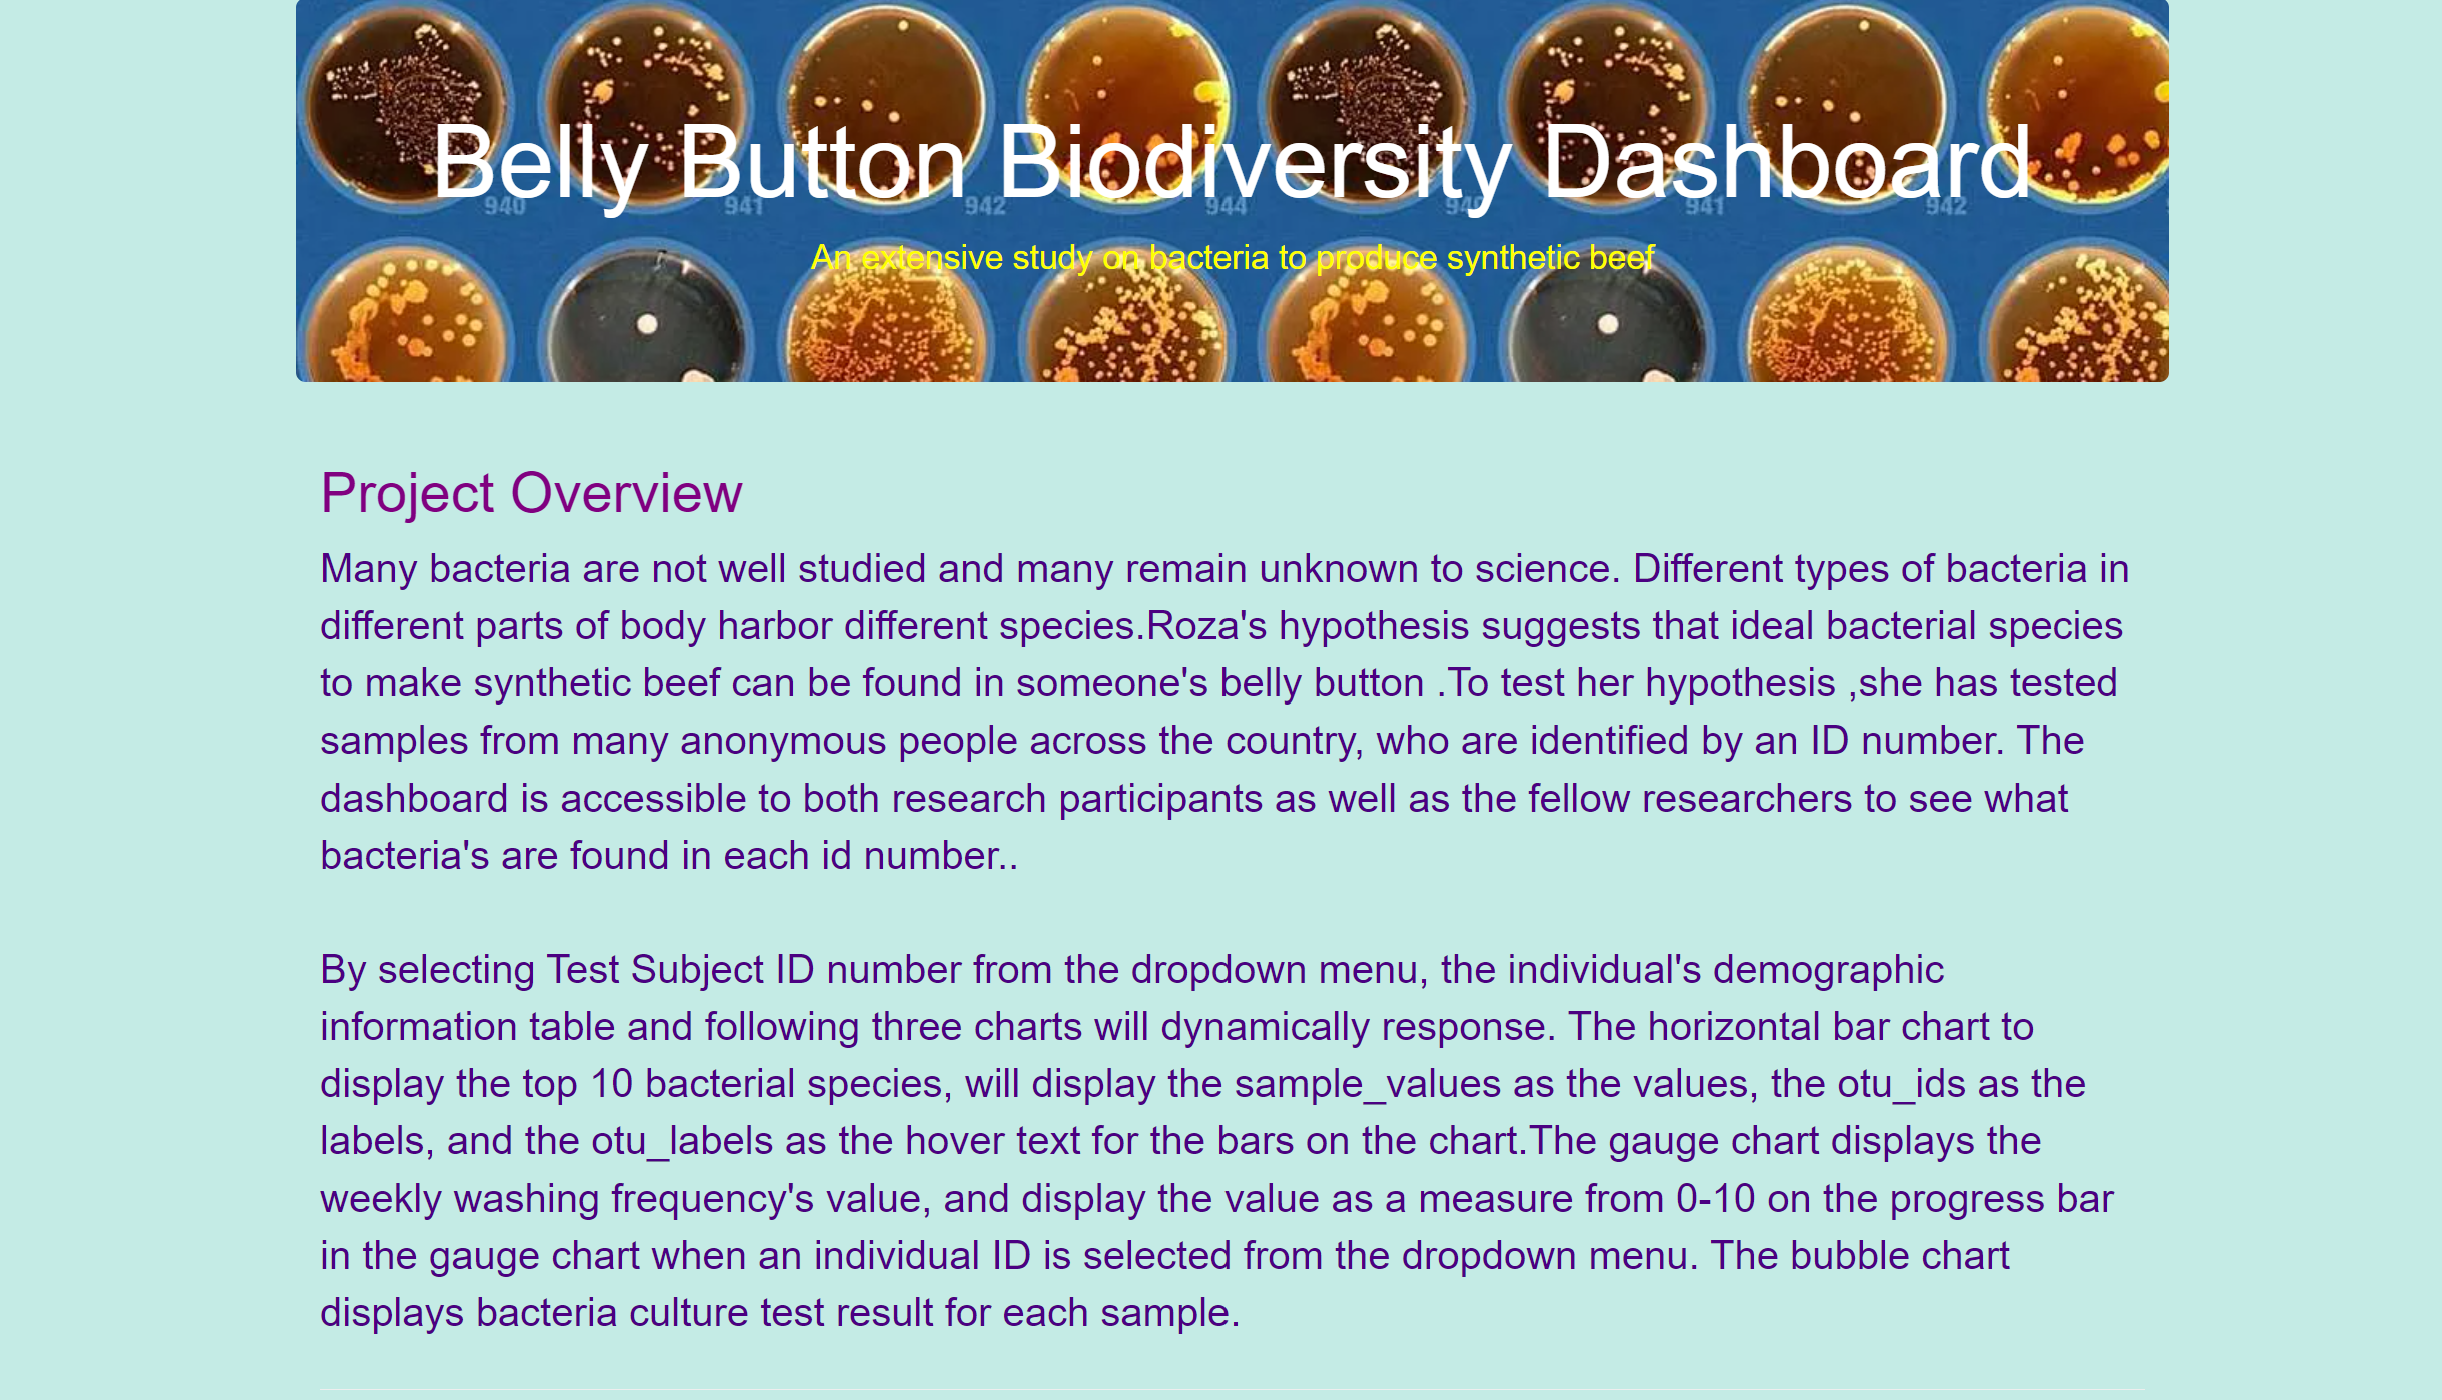 940 941 942 944 940 941 942
Belly Button Biodiversity Dashboard
An extensive study on bacteria to produce synthetic beef
Project Overview
Many bacteria are not well studied and many remain unknown to science. Different types of bacteria in
different parts of body harbor different species.Roza's hypothesis suggests that ideal bacterial species
to make synthetic beef can be found in someone's belly button .To test her hypothesis ,she has tested
samples from many anonymous people across the country, who are identified by an ID number. The
dashboard is accessible to both research participants as well as the fellow researchers to see what
bacteria's are found in each id number..
By selecting Test Subject ID number from the dropdown menu, the individual's demographic
information table and following three charts will dynamically response. The horizontal bar chart to
display the top 10 bacterial species, will display the sample_values as the values, the otu_ids as the
labels, and the otu_labels as the hover text for the bars on the chart.The gauge chart displays the
weekly washing frequency's value, and display the value as a measure from 0-10 on the progress bar
in the gauge chart when an individual ID is selected from the dropdown menu. The bubble chart
displays bacteria culture test result for each sample.